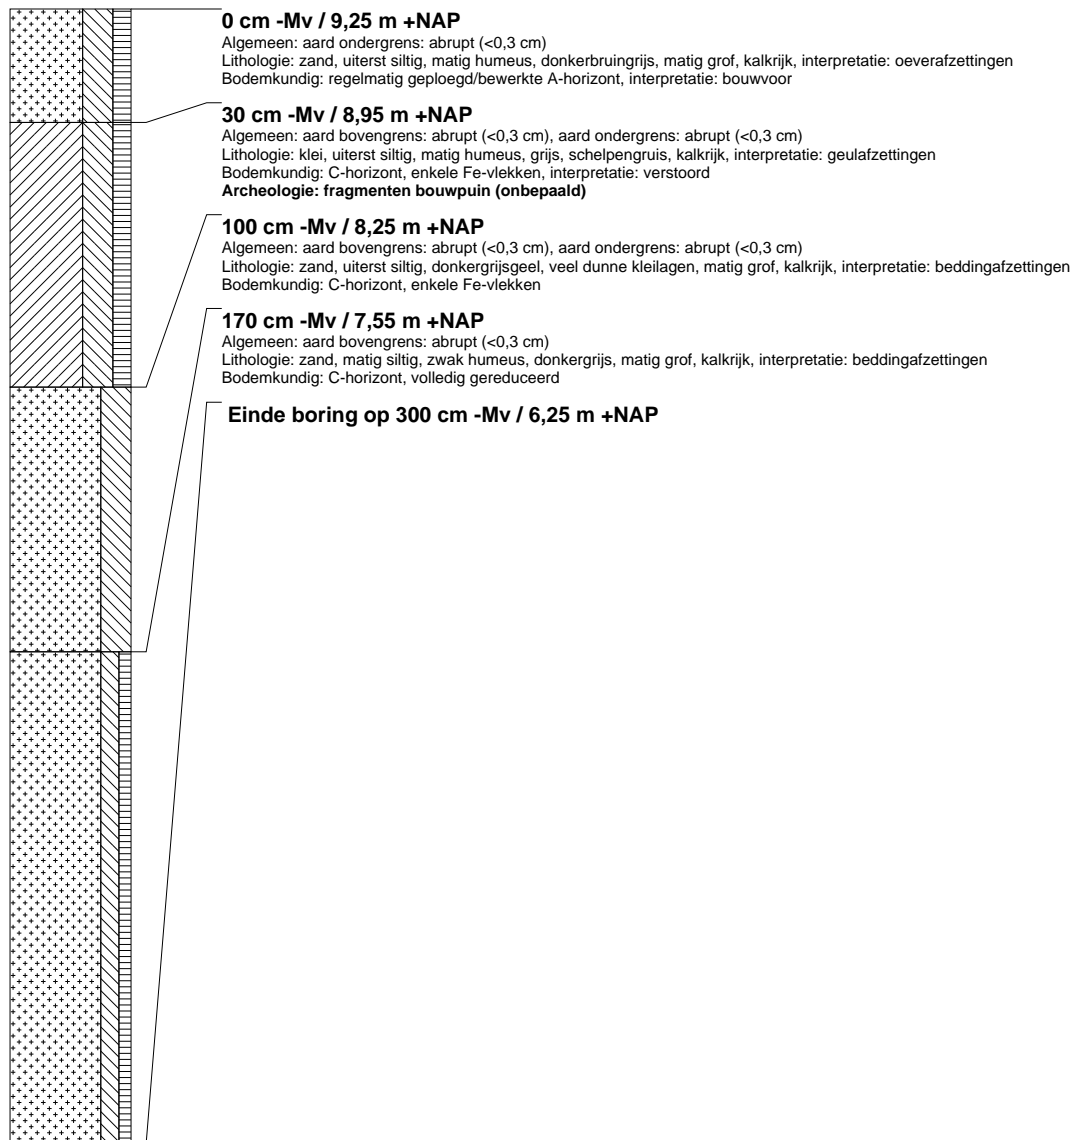 0 cm -Mv / 9,25 m +NAP
Algemeen: aard ondergrens: abrupt (<0,3 cm)
Lithologie: zand, uiterst siltig, matig humeus, donkerbruingrijs, matig grof, kalkrijk, interpretatie: oeverafzettingen
Bodemkundig: regelmatig geploegd/bewerkte A-horizont, interpretatie: bouwvoor
30 cm -Mv / 8,95 m +NAP
Algemeen: aard bovengrens: abrupt (<0,3 cm), aard ondergrens: abrupt (<0,3 cm)
Lithologie: klei, uiterst siltig, matig humeus, grijs, schelpengruis, kalkrijk, interpretatie: geulafzettingen
Bodemkundig: C-horizont, enkele Fe-vlekken, interpretatie: verstoord
Archeologie: fragmenten bouwpuin (onbepaald)
100 cm -Mv / 8,25 m +NAP
Algemeen: aard bovengrens: abrupt (<0,3 cm), aard ondergrens: abrupt (<0,3 cm)
Lithologie: zand, uiterst siltig, donkergrijsgeel, veel dunne kleilagen, matig grof, kalkrijk, interpretatie: beddingafzettingen
Bodemkundig: C-horizont, enkele Fe-vlekken
170 cm -Mv / 7,55 m +NAP
Algemeen: aard bovengrens: abrupt (<0,3 cm)
Lithologie: zand, matig siltig, zwak humeus, donkergrijs, matig grof, kalkrijk, interpretatie: beddingafzettingen
Bodemkundig: C-horizont, volledig gereduceerd
Einde boring op 300 cm -Mv / 6,25 m +NAP